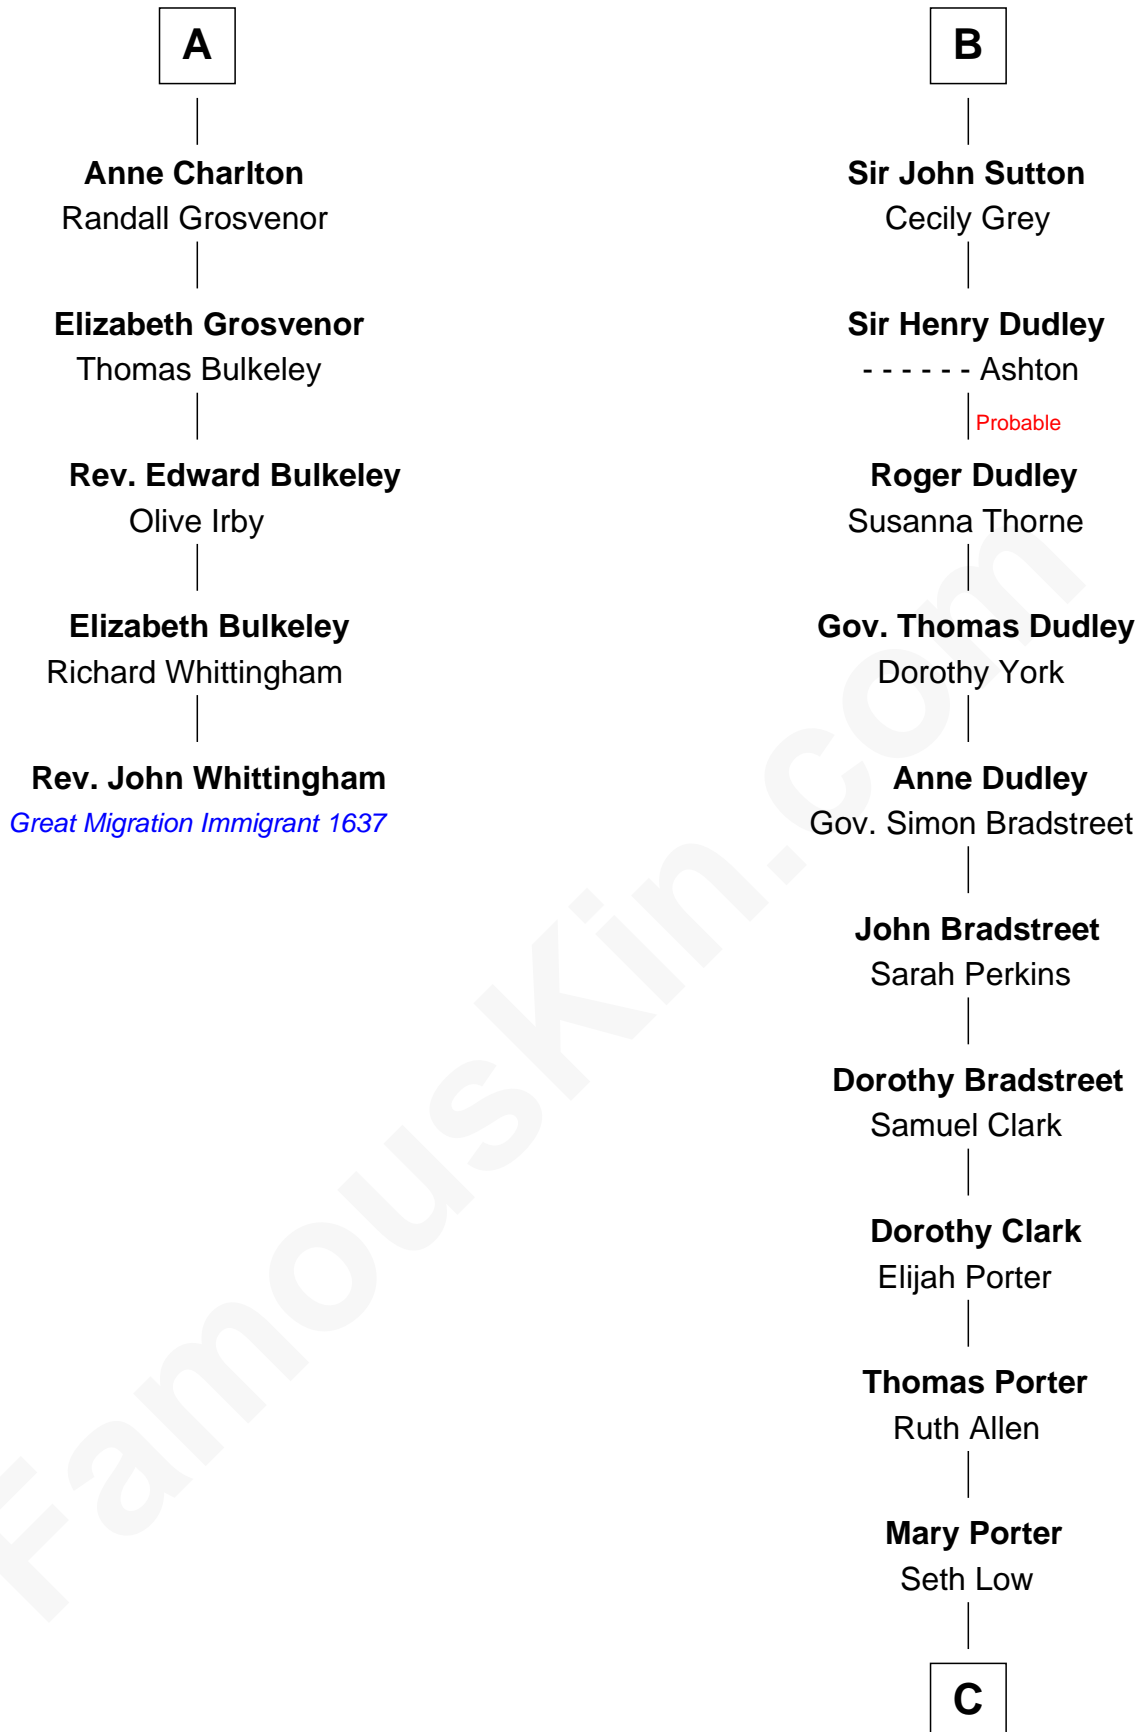 A
Anne Charlton
Randall Grosvenor
Elizabeth Grosvenor
Thomas Bulkeley
Rev. Edward Bulkeley
Olive Irby
Elizabeth Bulkeley
Richard Whittingham
Rev. John Whittingham
Great Migration Immigrant 1637
B
Sir John Sutton
Cecily Grey
Sir Henry Dudley
- - - - - - Ashton
Probable
Roger Dudley
Susanna Thorne
Gov. Thomas Dudley
Dorothy York
Anne Dudley
Gov. Simon Bradstreet
John Bradstreet
Sarah Perkins
Dorothy Bradstreet
Samuel Clark
Dorothy Clark
Elijah Porter
Thomas Porter
Ruth Allen
Mary Porter
Seth Low
C
FamousKin.com